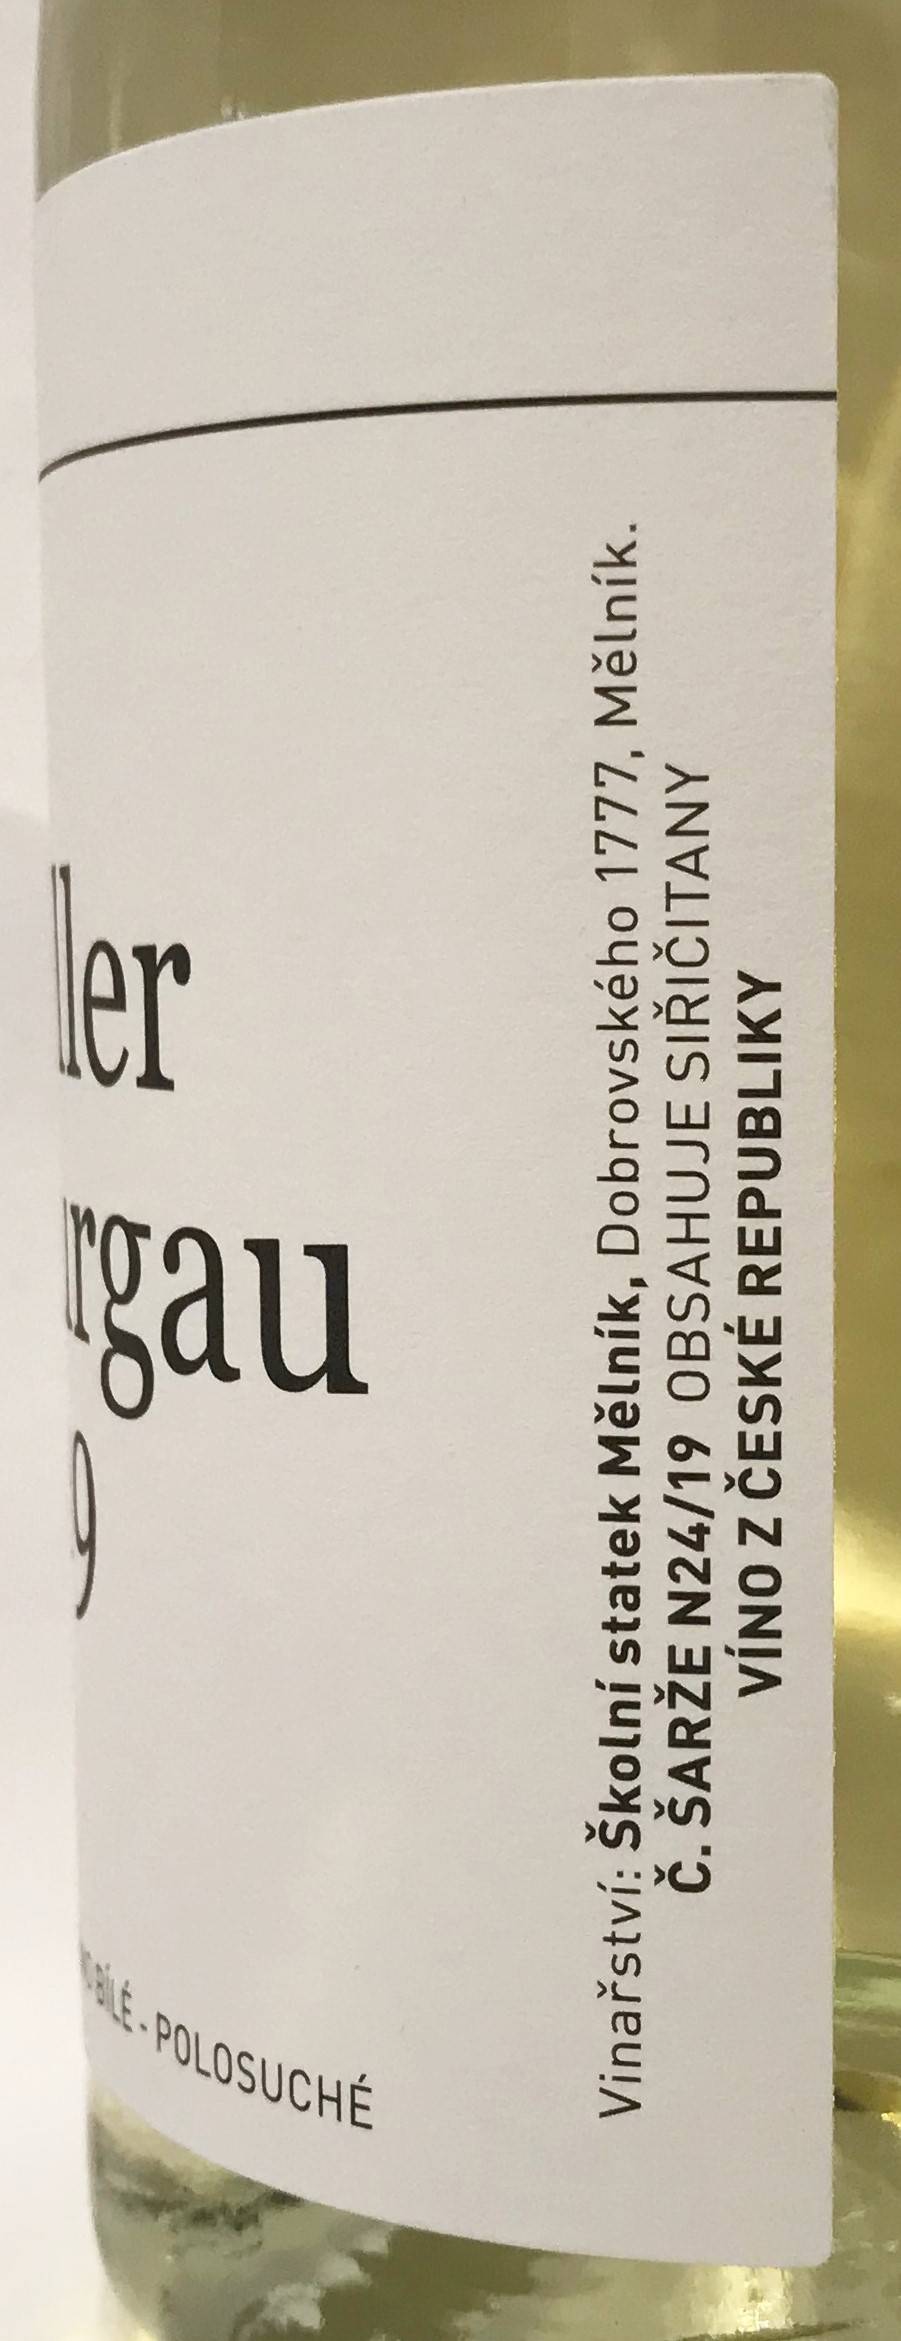 ller
rgau
9
BÍLÉ - POLOSUCHÉ
Vinařství: Školní statek Mělník, Dobrovského 1777, Mělník.
Č. ŠARŽE N24/19 OBSAHUJE SIŘIČITANY
VÍNO Z ČESKÉ REPUBLIKY